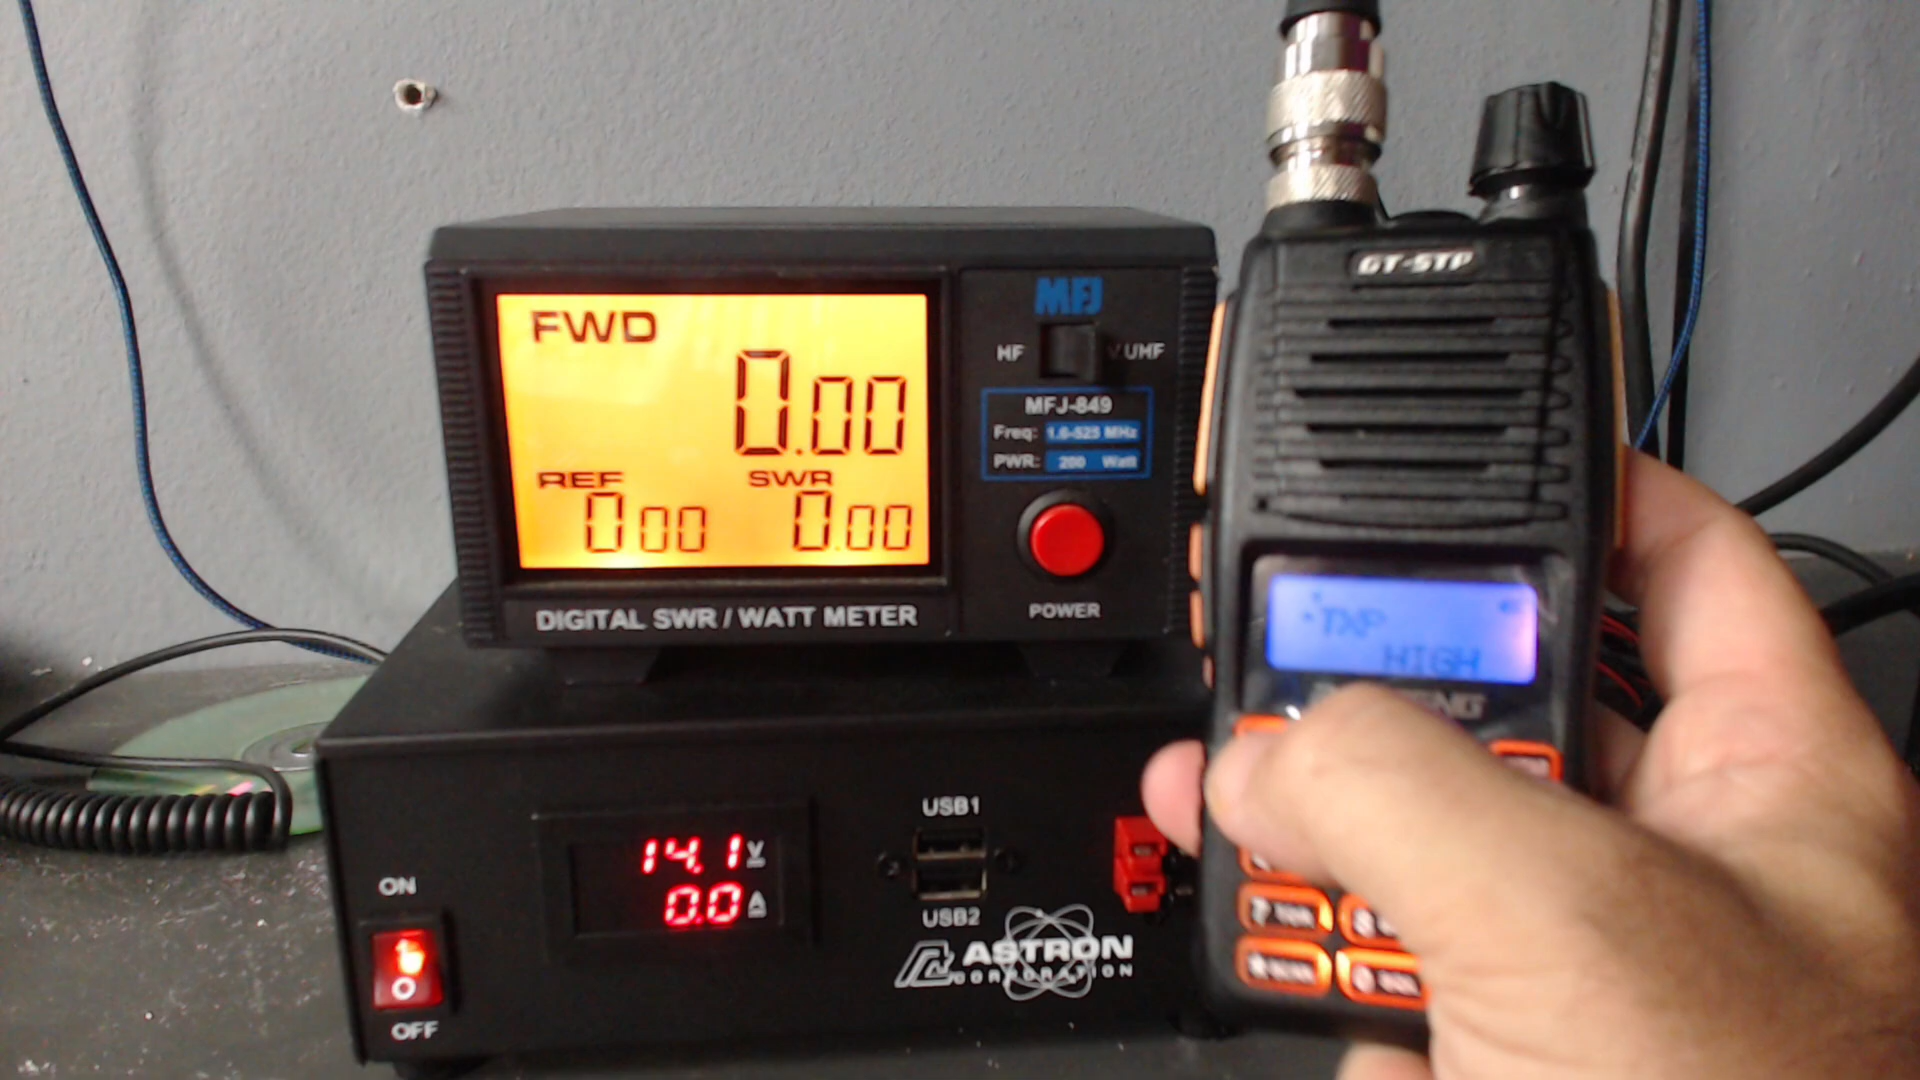 FWD
0.00
REF
SWR
0.00
0.00
DIGITAL SWR / WATT METER
MFJ
HF
V.UHF
MFJ-849
Freq: 1.6-525 MHz
PWR: 200 Watt
POWER
GT-5TP
TXP
HIGH
ON
OFF
14.1 V
0.0 A
USB1
USB2
ASTRON
CORPORATION